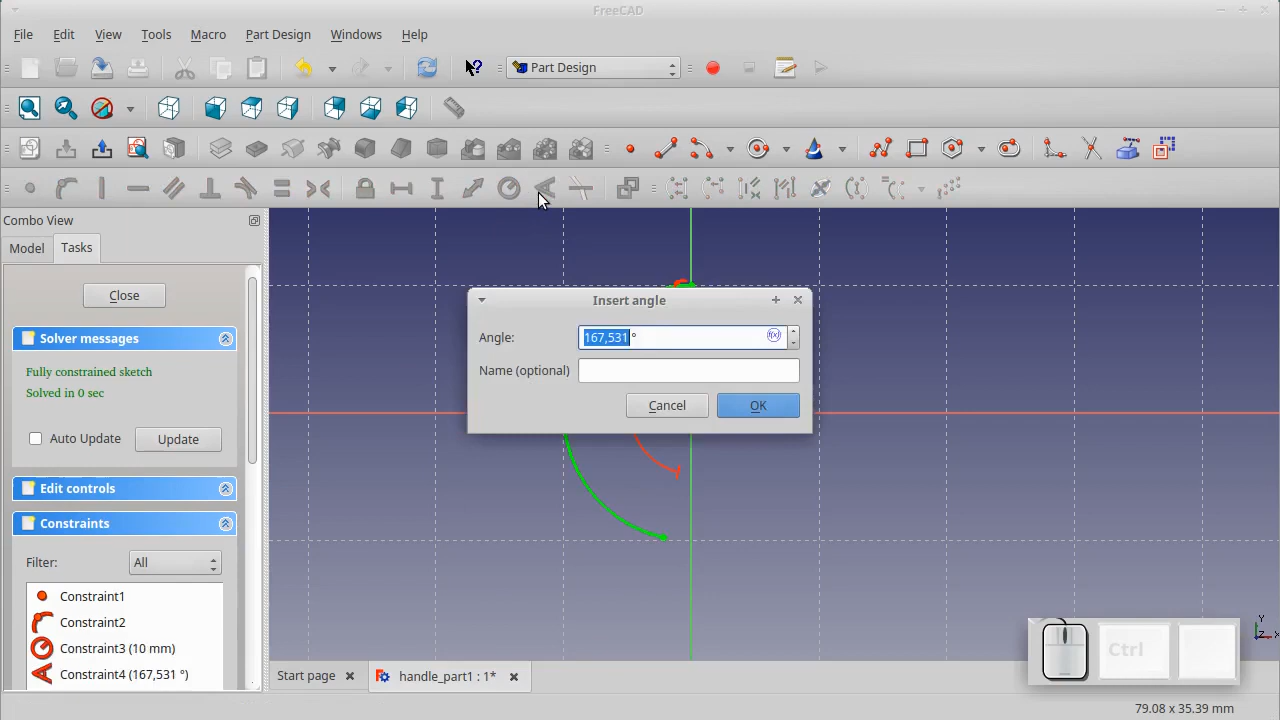 FreeCAD
File Edit View Tools Macro Part Design Windows Help
Part Design
Combo View
Model Tasks
Close
Solver messages
Fully constrained sketch
Solved in 0 sec
Auto Update Update
Edit controls
Constraints
Filter: All
Constraint1
Constraint2
Constraint3 (10 mm)
Constraint4 (167,531 °)
Insert angle
Angle: 167,531 °
f(x)
Name (optional)
Cancel OK
Y
Z X
Ctrl
Start page handle_part1 : 1*
79.08 x 35.39 mm